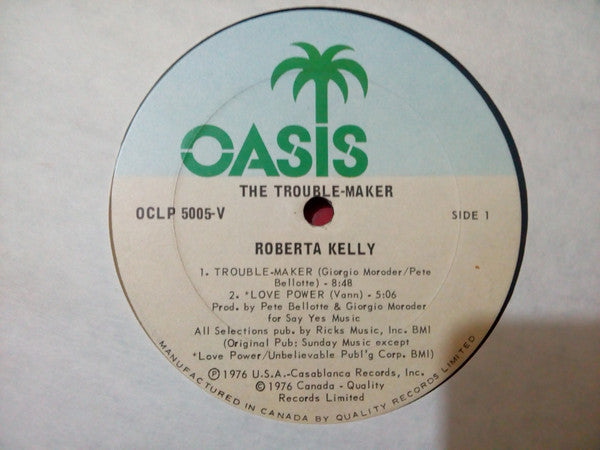 OASIS
THE TROUBLE-MAKER
OCLP 5005-V
SIDE 1
ROBERTA KELLY
1. TROUBLE-MAKER (Giorgio Moroder/Pete
Bellotte) - 8:48
2. *LOVE POWER (Vann) - 5:06
Prod. by Pete Bellotte & Giorgio Moroder
for Say Yes Music
All Selections pub. by Ricks Music, Inc. BMI
(Original Pub: Sunday Music except
*Love Power/Unbelievable Publ'g Corp. BMI)
Ⓟ 1976 U.S.A.-Casablanca Records, Inc.
© 1976 Canada - Quality
Records Limited
MANUFACTURED IN CANADA BY QUALITY RECORDS LIMITED